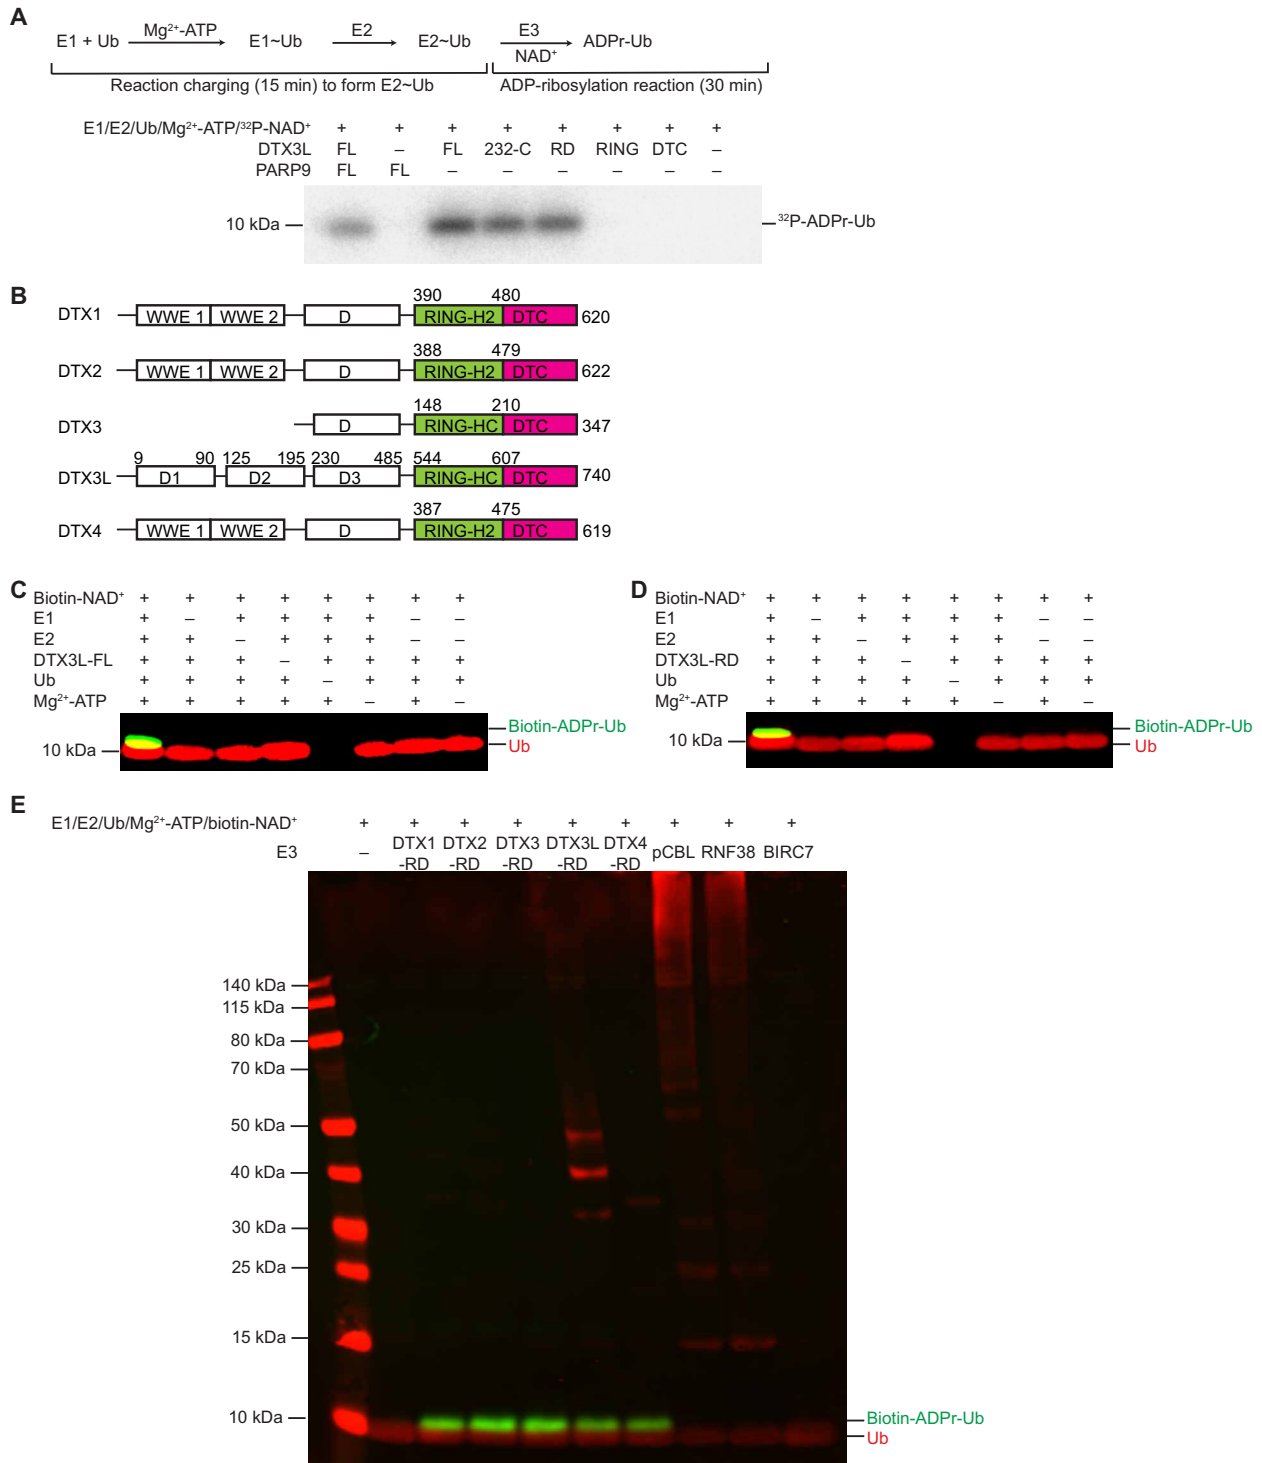 A
E1 + Ub Mg²⁺-ATP E1~Ub E2 E2~Ub E3 NAD⁺ ADPr-Ub
Reaction charging (15 min) to form E2~Ub ADP-ribosylation reaction (30 min)
E1/E2/Ub/Mg²⁺-ATP/³²P-NAD⁺ + + + + + + + +
DTX3L FL – FL 232-C RD RING DTC –
PARP9 FL FL – – – – – –
10 kDa ³²P-ADPr-Ub
B
390 480
DTX1 WWE 1 WWE 2 D RING-H2 DTC 620
388 479
DTX2 WWE 1 WWE 2 D RING-H2 DTC 622
148 210
DTX3 D RING-HC DTC 347
9 90 125 195 230 485 544 607
DTX3L D1 D2 D3 RING-HC DTC 740
387 475
DTX4 WWE 1 WWE 2 D RING-H2 DTC 619
C
Biotin-NAD⁺ + + + + + + + +
E1 + – + + + + – –
E2 + + – + + + – –
DTX3L-FL + + + – + + + +
Ub + + + + – + + +
Mg²⁺-ATP + + + + + – + –
Biotin-ADPr-Ub
10 kDa Ub
D
Biotin-NAD⁺ + + + + + + + +
E1 + – + + + + – –
E2 + + – + + + – –
DTX3L-RD + + + – + + + +
Ub + + + + – + + +
Mg²⁺-ATP + + + + + – + –
Biotin-ADPr-Ub
10 kDa Ub
E
E1/E2/Ub/Mg²⁺-ATP/biotin-NAD⁺ + + + + + + + + +
E3 – DTX1 -RD DTX2 -RD DTX3 -RD DTX3L -RD DTX4 -RD pCBL RNF38 BIRC7
140 kDa
115 kDa
80 kDa
70 kDa
50 kDa
40 kDa
30 kDa
25 kDa
15 kDa
10 kDa Biotin-ADPr-Ub
Ub